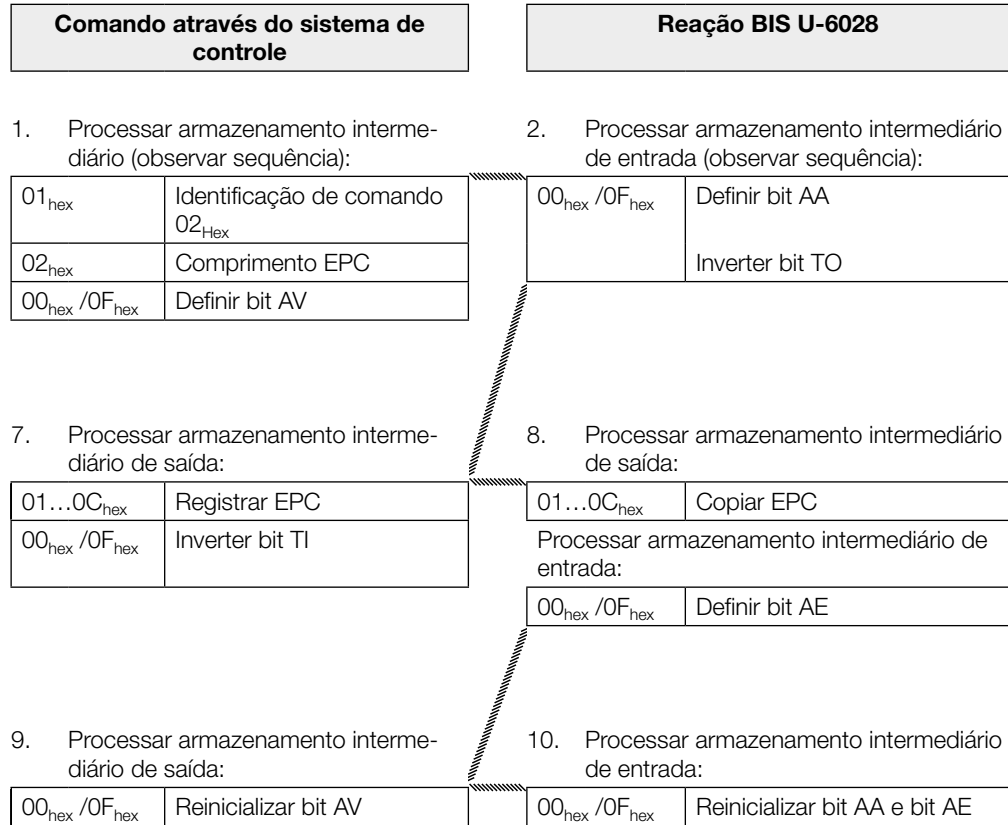 Comando através do sistema de
controle
Reação BIS U-6028
1. Processar armazenamento interme-
diário (observar sequência):
2. Processar armazenamento intermediário
de entrada (observar sequência):
01hex Identificação de comando
02Hex
02hex Comprimento EPC
00hex /0Fhex Definir bit AV
00hex /0Fhex Definir bit AA
Inverter bit TO
7. Processar armazenamento interme-
diário de saída:
8. Processar armazenamento intermediário
de saída:
01…0Chex Registrar EPC
00hex /0Fhex Inverter bit TI
01…0Chex Copiar EPC
Processar armazenamento intermediário de
entrada:
00hex /0Fhex Definir bit AE
9. Processar armazenamento interme-
diário de saída:
10. Processar armazenamento intermediário
de entrada:
00hex /0Fhex Reinicializar bit AV
00hex /0Fhex Reinicializar bit AA e bit AE